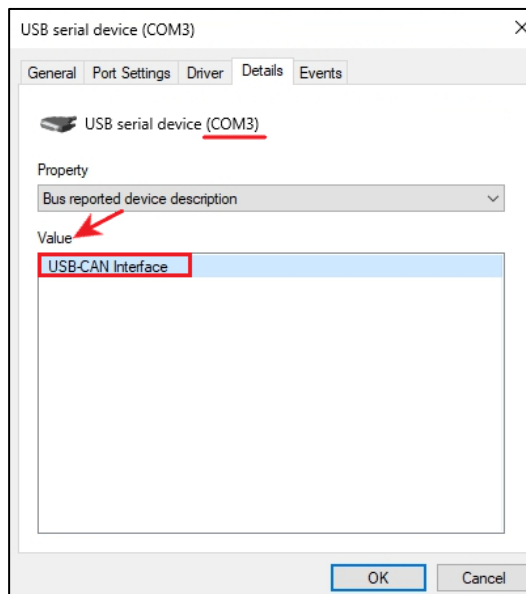 USB serial device (COM3)
General Port Settings Driver Details Events
USB serial device (COM3)
Property
Bus reported device description
Value
USB-CAN Interface
OK Cancel